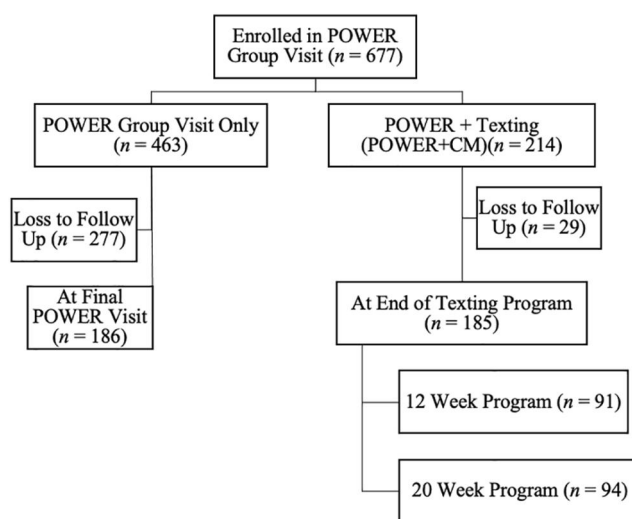 Enrolled in POWER
Group Visit (n = 677)
POWER Group Visit Only
(n = 463)
POWER + Texting
(POWER+CM)(n = 214)
Loss to Follow
Up (n = 277)
Loss to Follow
Up (n = 29)
At Final
POWER Visit
(n = 186)
At End of Texting Program
(n = 185)
12 Week Program (n = 91)
20 Week Program (n = 94)